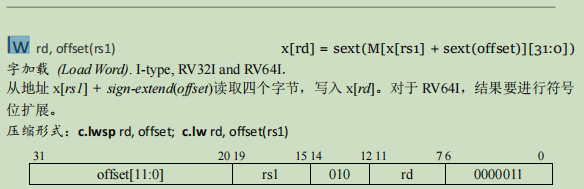 lw rd, offset(rs1) x[rd] = sext(M[x[rs1] + sext(offset)][31:0])
字加载 (Load Word). I-type, RV32I and RV64I.
从地址 x[rs1] + sign-extend(offset)读取四个字节，写入 x[rd]。对于 RV64I，结果要进行符号
位扩展。
压缩形式：c.lwsp rd, offset; c.lw rd, offset(rs1)
31 20 19 15 14 12 11 7 6 0
offset[11:0] rs1 010 rd 0000011